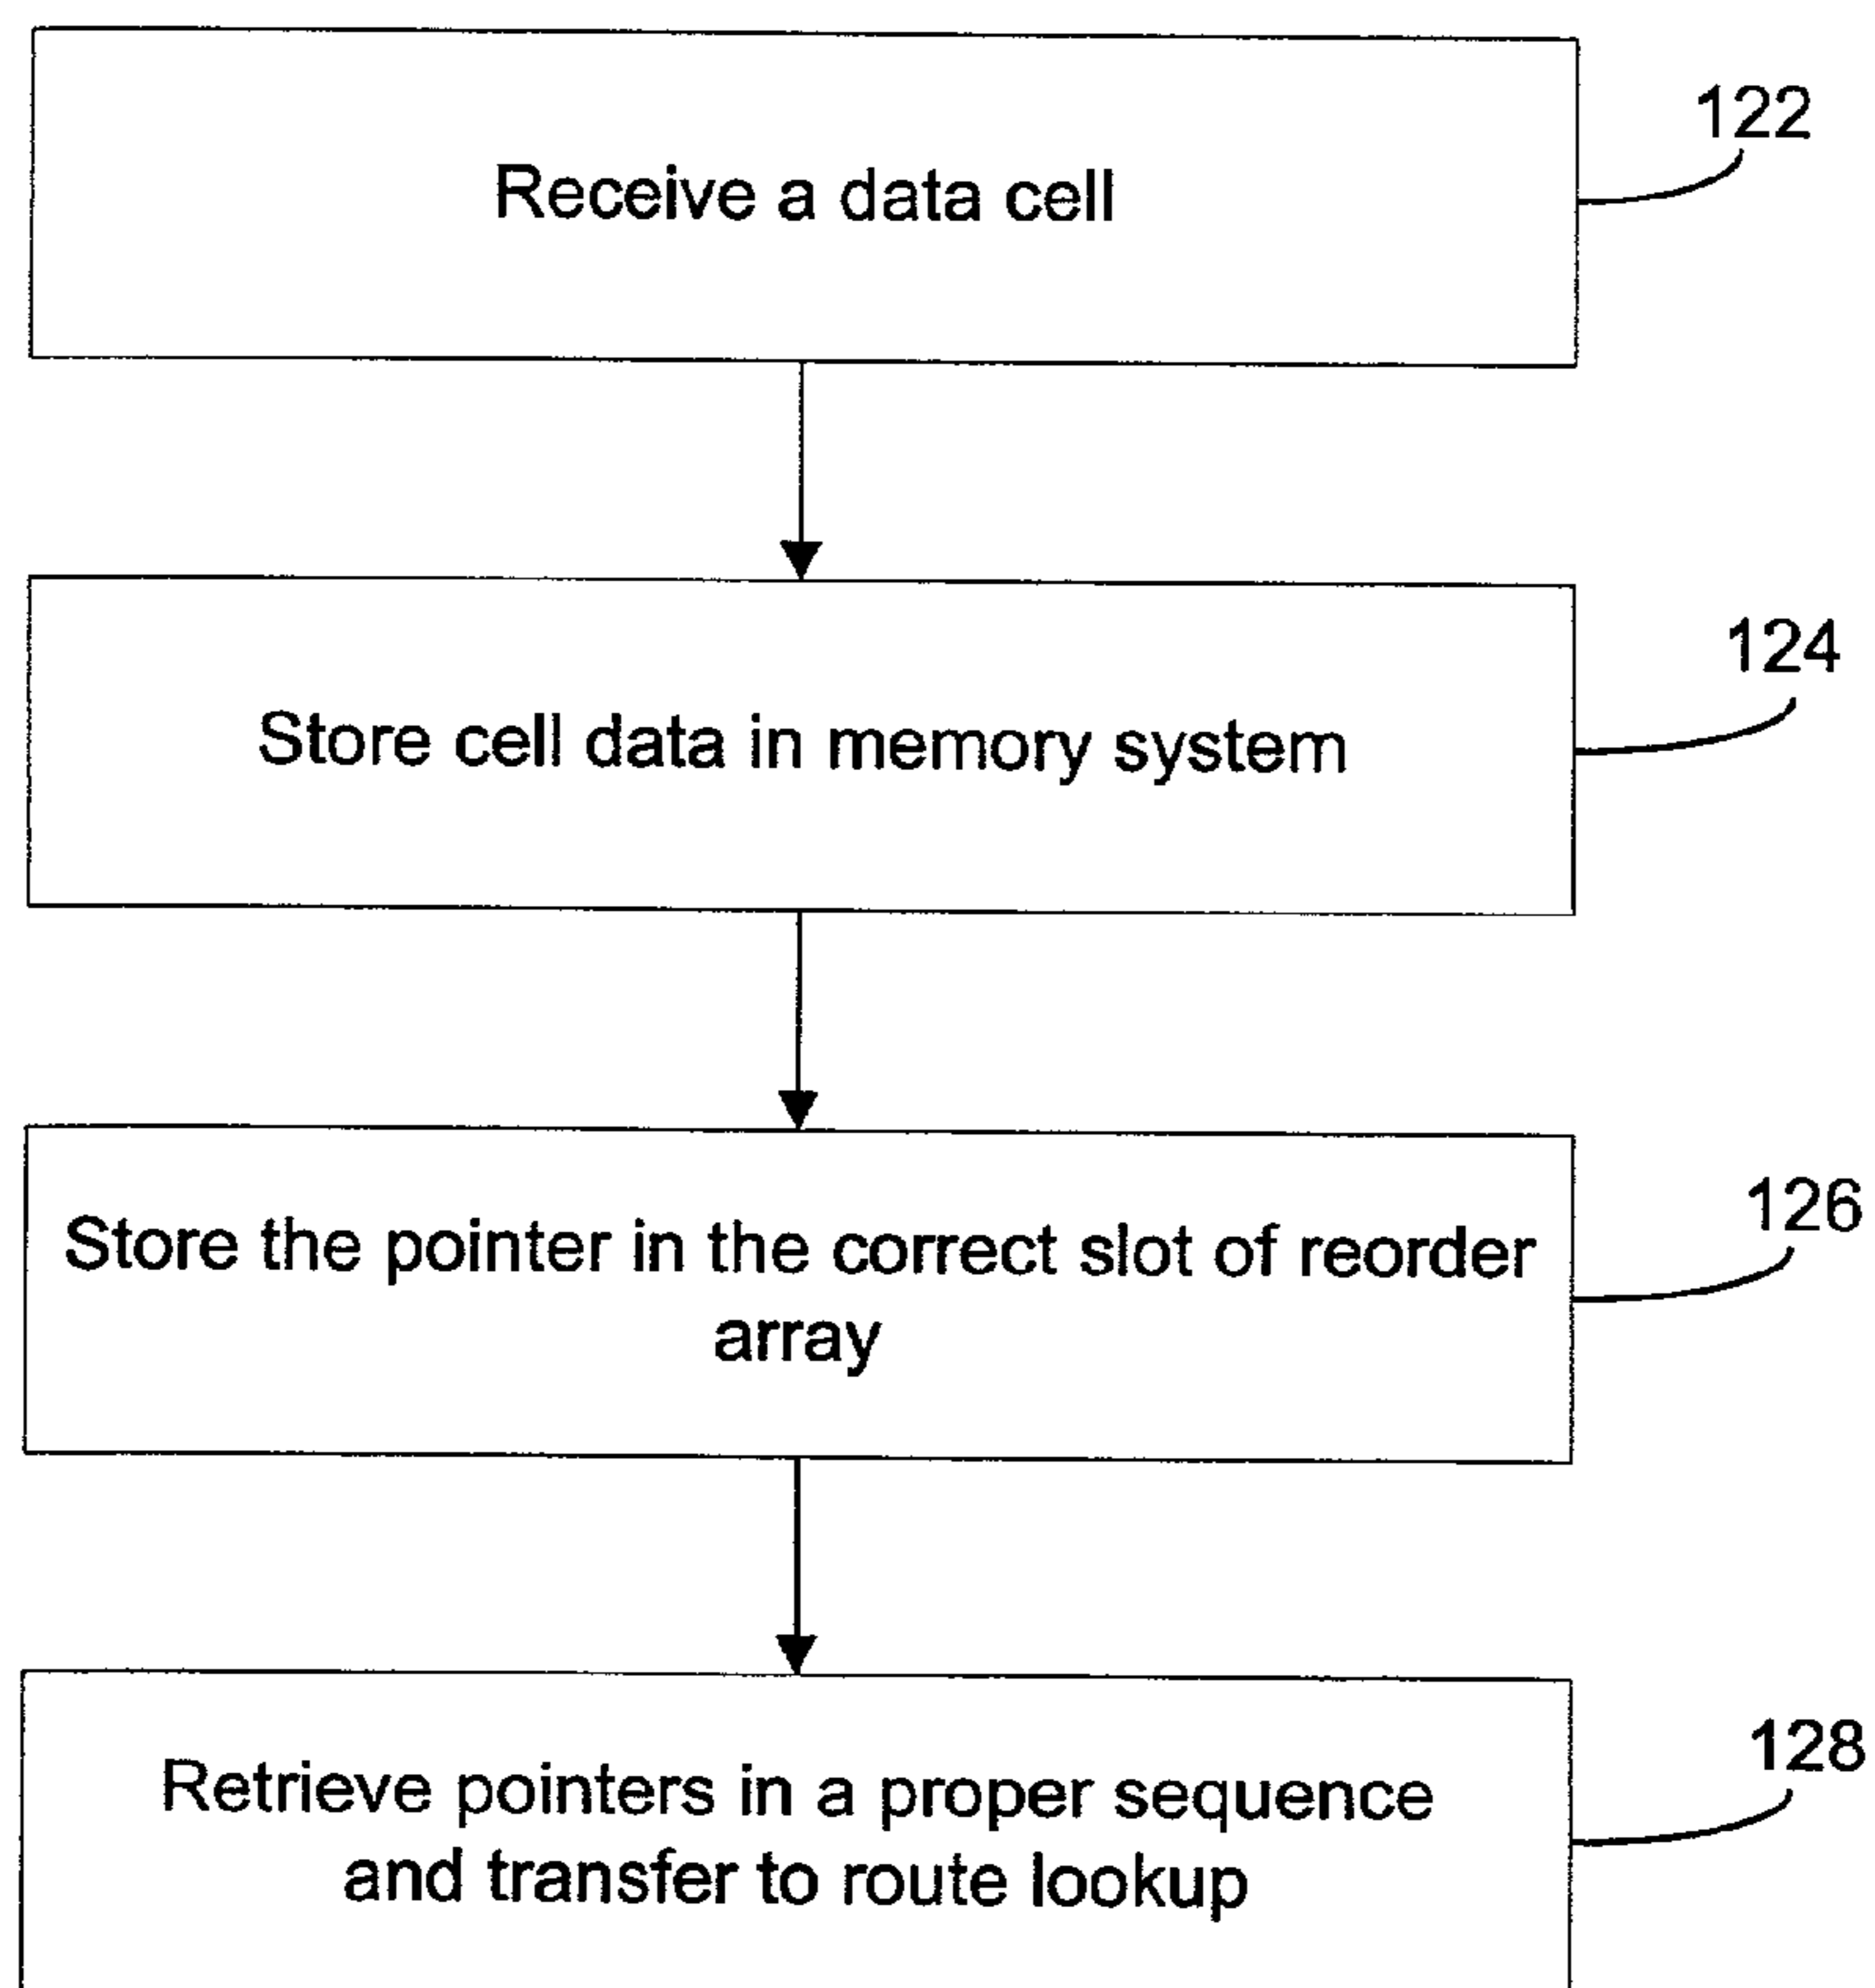 Receive a data cell
122
Store cell data in memory system
124
Store the pointer in the correct slot of reorder
array
126
Retrieve pointers in a proper sequence
and transfer to route lookup
128